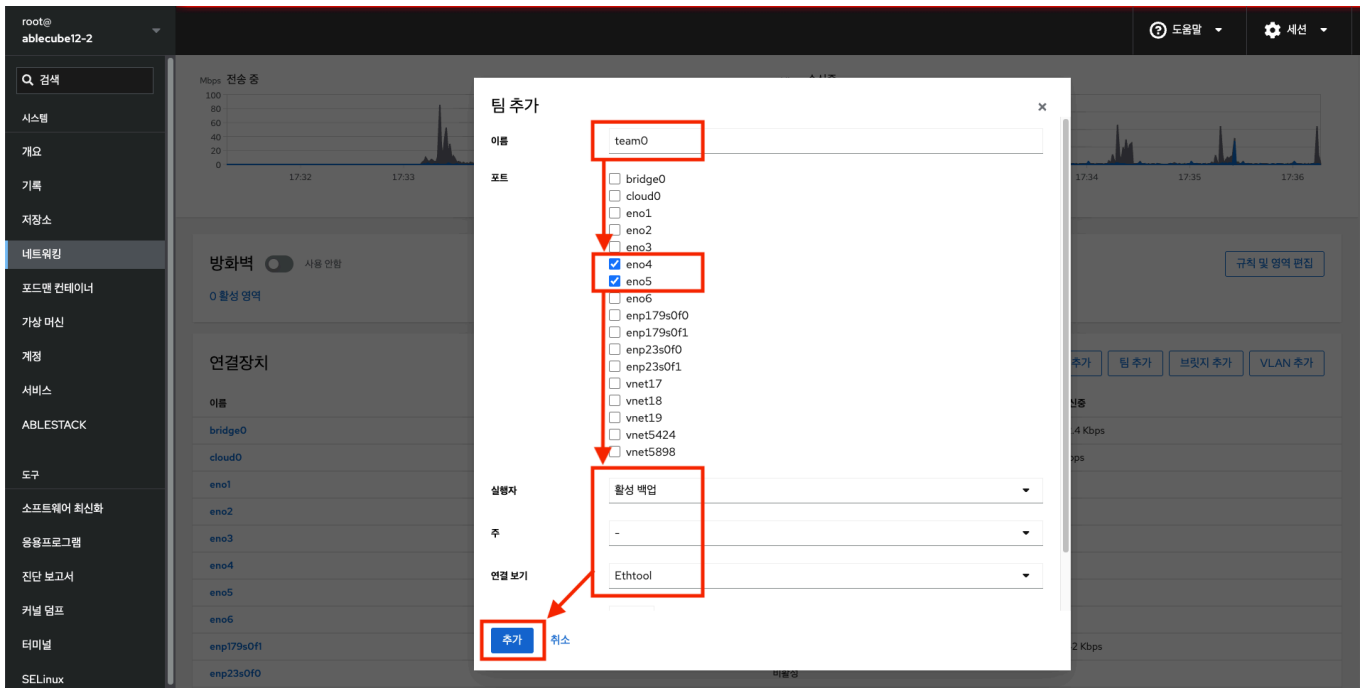 root@
ablecube12-2
도움말
세션
검색
시스템
개요
기록
저장소
네트워킹
포드맨 컨테이너
가상 머신
계정
서비스
ABLESTACK
도구
소프트웨어 최신화
응용프로그램
진단 보고서
커널 덤프
터미널
SELinux
Mbps 전송 중
100
80
60
40
20
0
17:32
17:33
17:34
17:35
17:36
방화벽
사용 안함
0 활성 영역
규칙 및 영역 편집
연결장치
추가
팀 추가
브릿지 추가
VLAN 추가
이름
bridge0
.4 Kbps
cloud0
eno1
eno2
eno3
eno4
eno5
eno6
enp179s0f1
2 Kbps
enp23s0f0
비활성
팀 추가
×
이름
team0
포트
bridge0
cloud0
eno1
eno2
eno3
eno4
eno5
eno6
enp179s0f0
enp179s0f1
enp23s0f0
enp23s0f1
vnet17
vnet18
vnet19
vnet5424
vnet5898
실행자
활성 백업
주
-
연결 보기
Ethtool
추가
취소